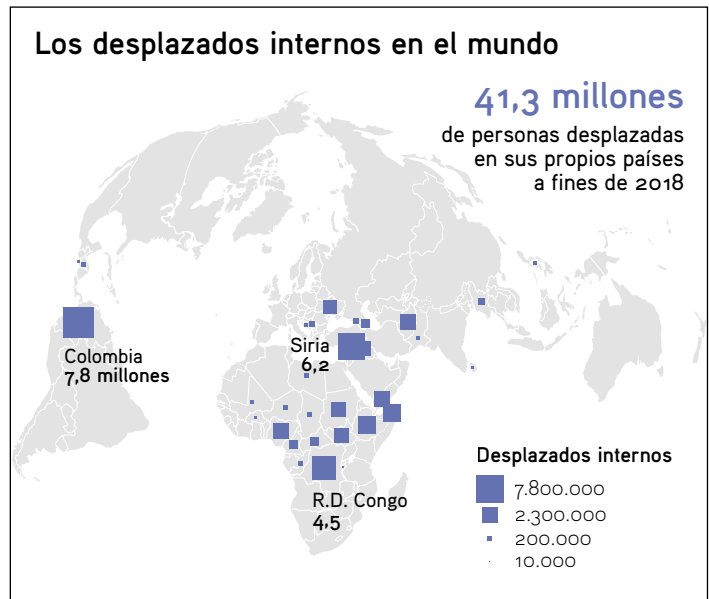 Los desplazados internos en el mundo
41,3 millones
de personas desplazadas
en sus propios países
a fines de 2018
Siria
6,2
Colombia
7,8 millones
R.D. Congo
4,5
Desplazados internos
7.800.000
2.300.000
200.000
10.000